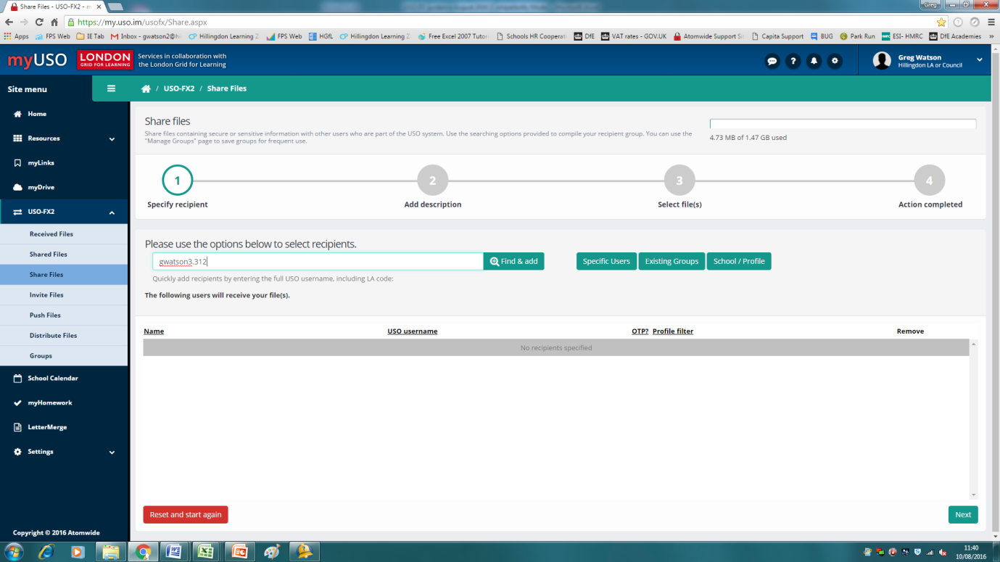 Share Files - USO-FX2 - m
Greg
https://my.uso.im/usofx/Share.aspx
Apps FPS Web IE Tab Inbox - gwatson2@hi Hillingdon Learning Z FPS Web HGfL Hillingdon Learning Z Free Excel 2007 Tutori Schools HR Cooperati DfE VAT rates - GOV.UK Atomwide Support Sit Capita Support BUG Park Run ESI- HMRC DfE Academies »
myUSO LONDON GRID FOR LEARNING
Services in collaboration with
the London Grid for Learning
Greg Watson
Hillingdon LA or Council
Site menu
/ USO-FX2 / Share Files
Home
Resources
myLinks
myDrive
USO-FX2
Received Files
Shared Files
Share Files
Invite Files
Push Files
Distribute Files
Groups
School Calendar
myHomework
LetterMerge
Settings
Copyright © 2016 Atomwide
Share files
Share files containing secure or sensitive information with other users who are part of the USO system. Use the searching options provided to compile your recipient group. You can use the
"Manage Groups" page to save groups for frequent use.
4.73 MB of 1.47 GB used
1 2 3 4
Specify recipient Add description Select file(s) Action completed
Please use the options below to select recipients.
gwatson3.312 Find & add Specific Users Existing Groups School / Profile
Quickly add recipients by entering the full USO username, including LA code:
The following users will receive your file(s).
Name USO username OTP? Profile filter Remove
No recipients specified
Reset and start again Next
11:40
10/08/2016